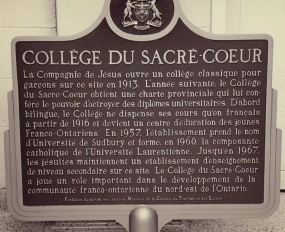 COLLÈGE DU SACRÉ-COEUR
La Compagnie de Jésus ouvre un collège classique pour
garçons sur ce site en 1913. L'année suivante, le Collège
du Sacré-Coeur obtient une charte provinciale qui lui con-
fère le pouvoir d'octroyer des diplômes universitaires. D'abord
bilingue, le Collège ne dispense ses cours qu'en français
à partir de 1916 et devient un centre d'éducation des jeunes
Franco-Ontariens. En 1957, l'établissement prend le nom
d'Université de Sudbury et forme, en 1960, la composante
catholique de l'Université Laurentienne. Jusqu'en 1967,
les jésuites maintiennent un établissement d'enseignement
de niveau secondaire sur ce site. Le Collège du Sacré-Coeur
a joué un rôle important dans le développement de la
communauté franco-ontarienne du nord-est de l'Ontario.